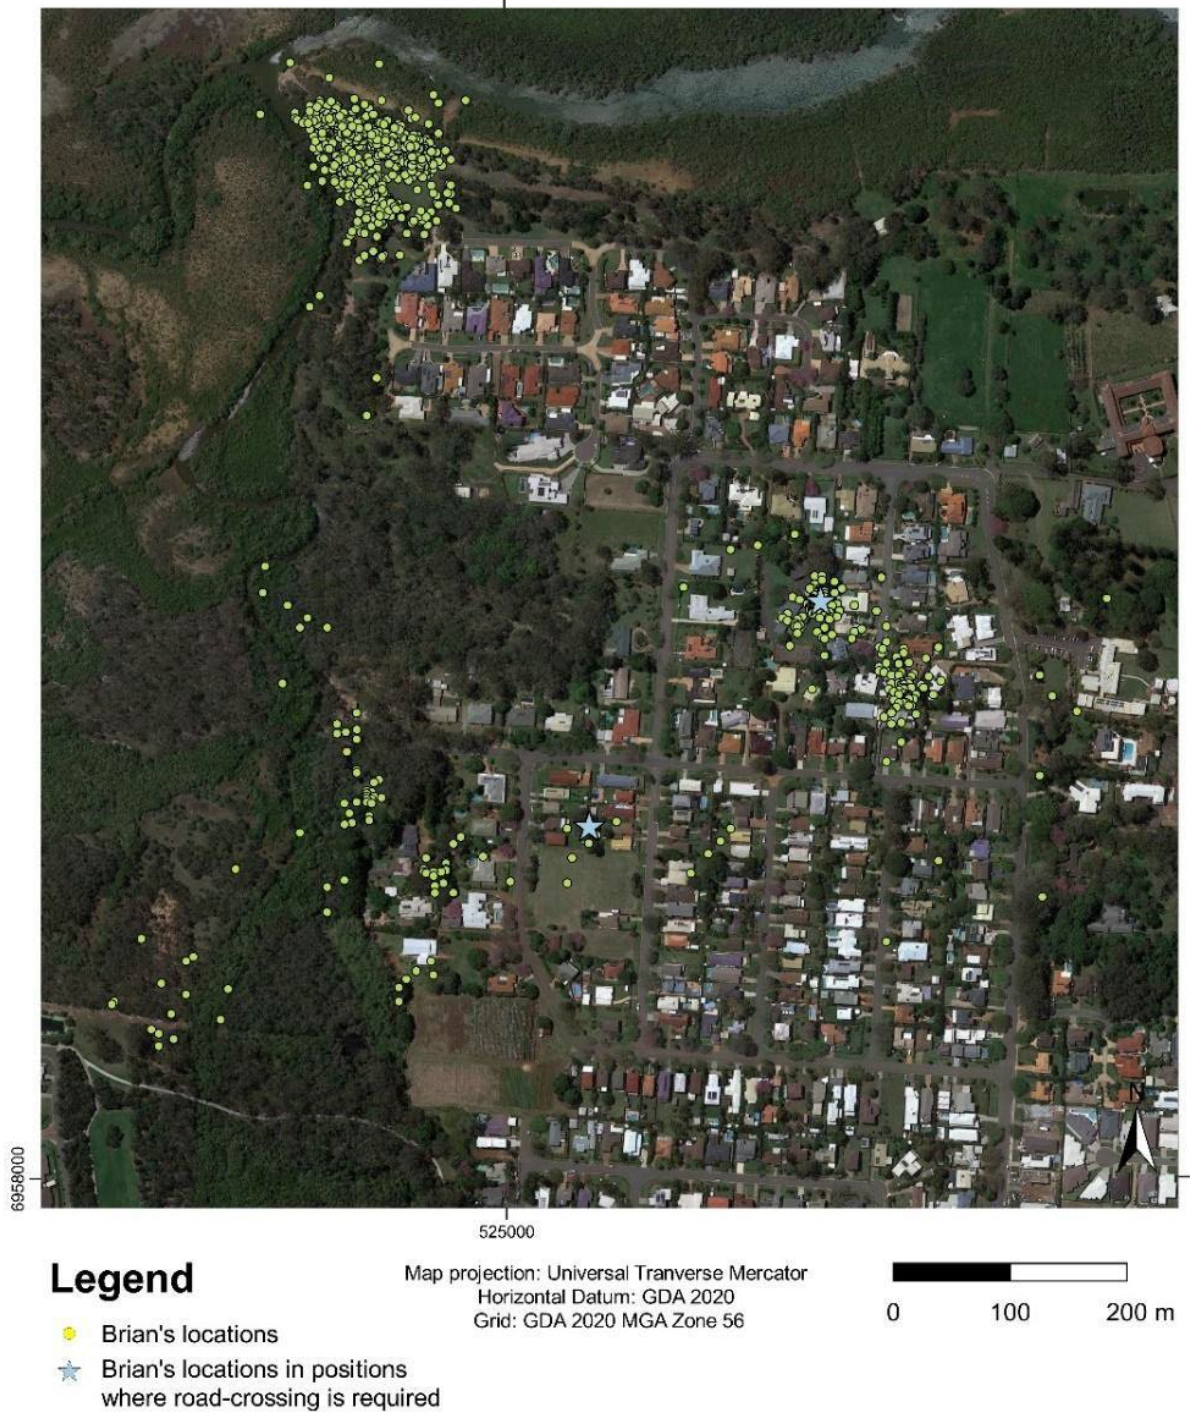 N
6958000
525000
Legend
Brian's locations
Brian's locations in positions
where road-crossing is required
Map projection: Universal Tranverse Mercator
Horizontal Datum: GDA 2020
Grid: GDA 2020 MGA Zone 56
0 100 200 m